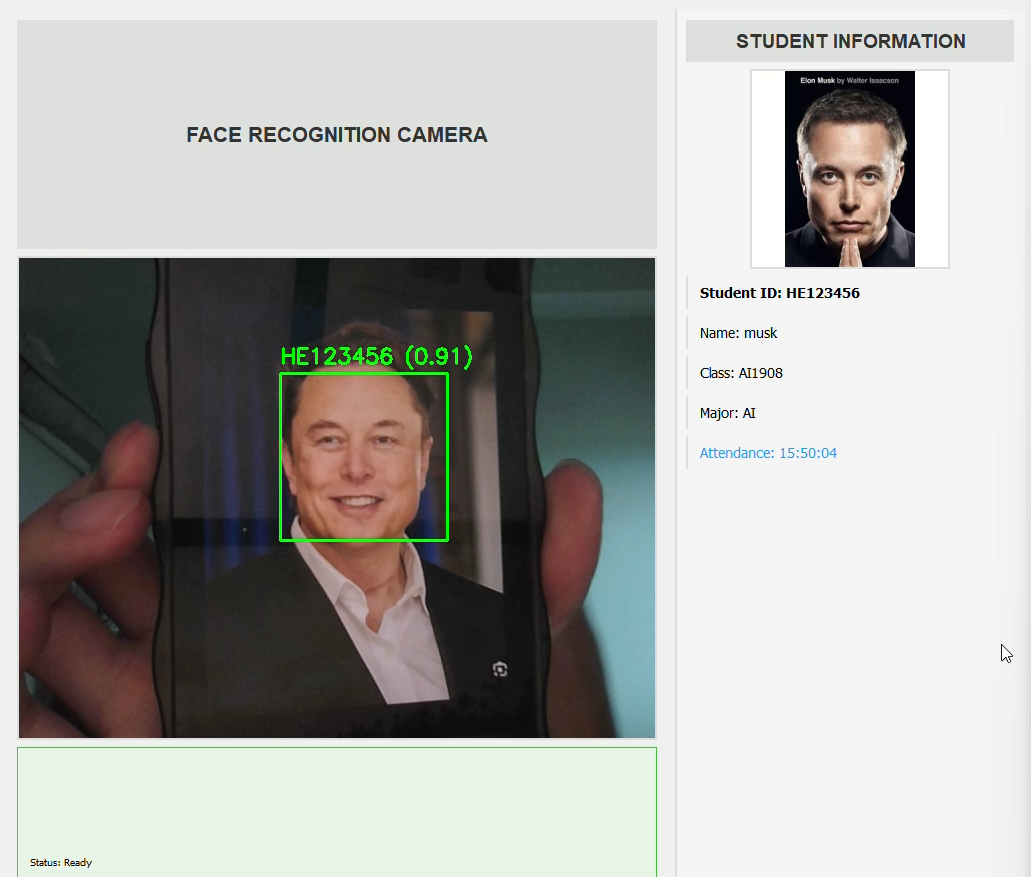 FACE RECOGNITION CAMERA
HE123456 (0.91)
Status: Ready
STUDENT INFORMATION
Elon Musk by Walter Isaacson
Student ID: HE123456
Name: musk
Class: AI1908
Major: AI
Attendance: 15:50:04